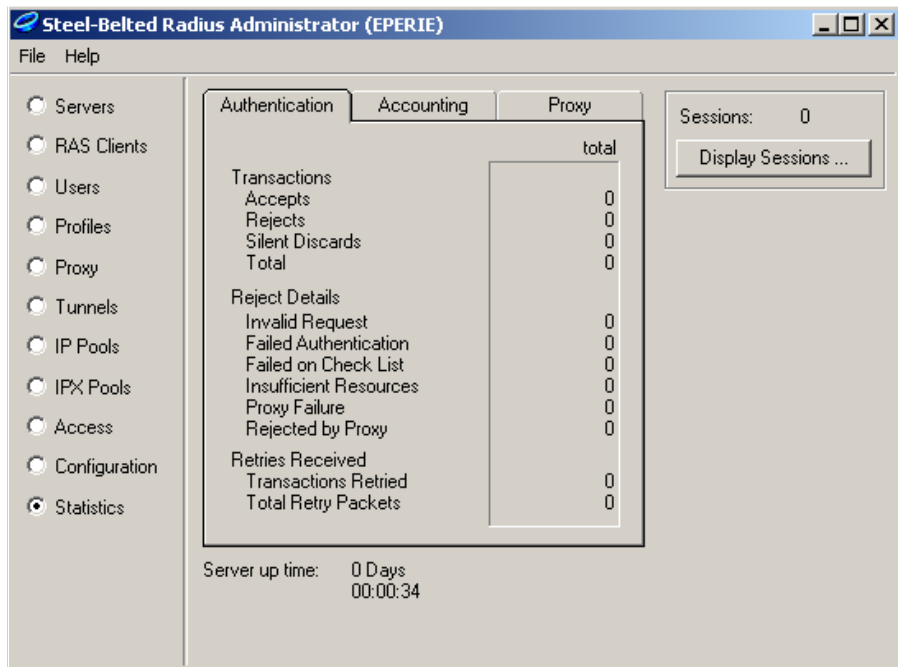 Steel-Belted Radius Administrator (EPERIE)
File Help
Servers
RAS Clients
Users
Profiles
Proxy
Tunnels
IP Pools
IPX Pools
Access
Configuration
Statistics
Authentication Accounting Proxy
total
Transactions
Accepts 0
Rejects 0
Silent Discards 0
Total 0
Reject Details
Invalid Request 0
Failed Authentication 0
Failed on Check List 0
Insufficient Resources 0
Proxy Failure 0
Rejected by Proxy 0
Retries Received
Transactions Retried 0
Total Retry Packets 0
Server up time: 0 Days
00:00:34
Sessions: 0
Display Sessions ...